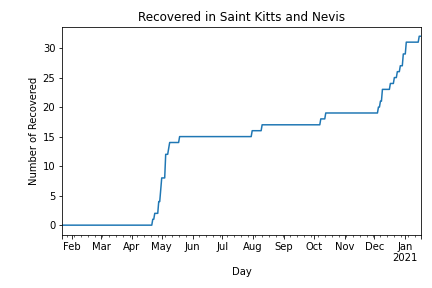 Recovered in Saint Kitts and Nevis
Number of Recovered
30
25
20
15
10
5
0
Feb Mar Apr May Jun Jul Aug Sep Oct Nov Dec Jan
2021
Day